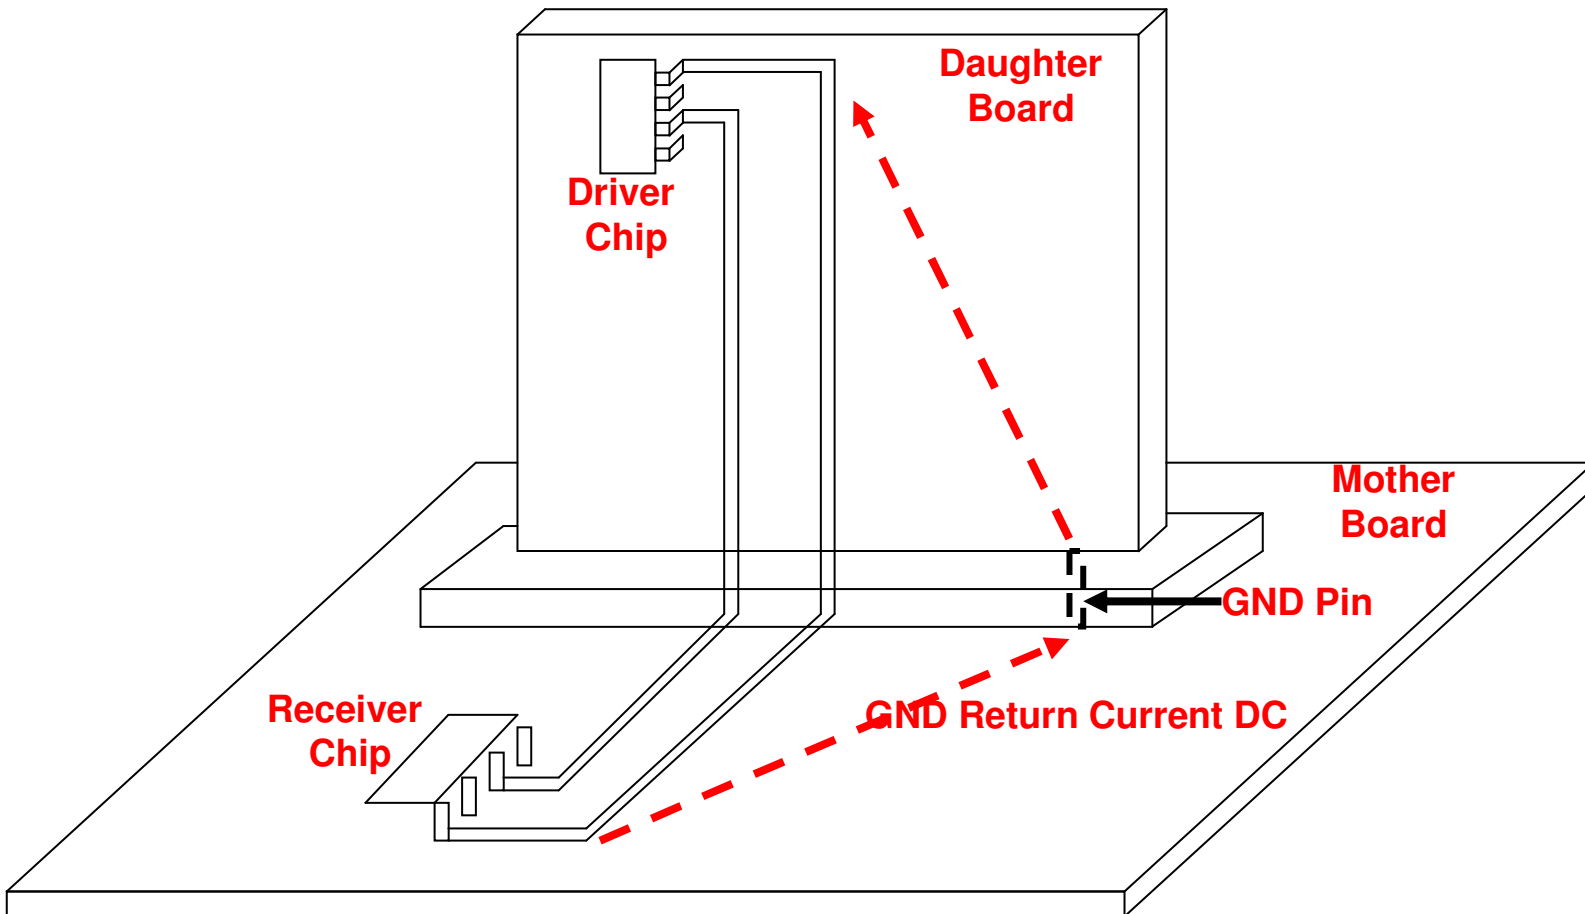 Daughter
Board
Driver
Chip
Mother
Board
GND Pin
Receiver
Chip
GND Return Current DC